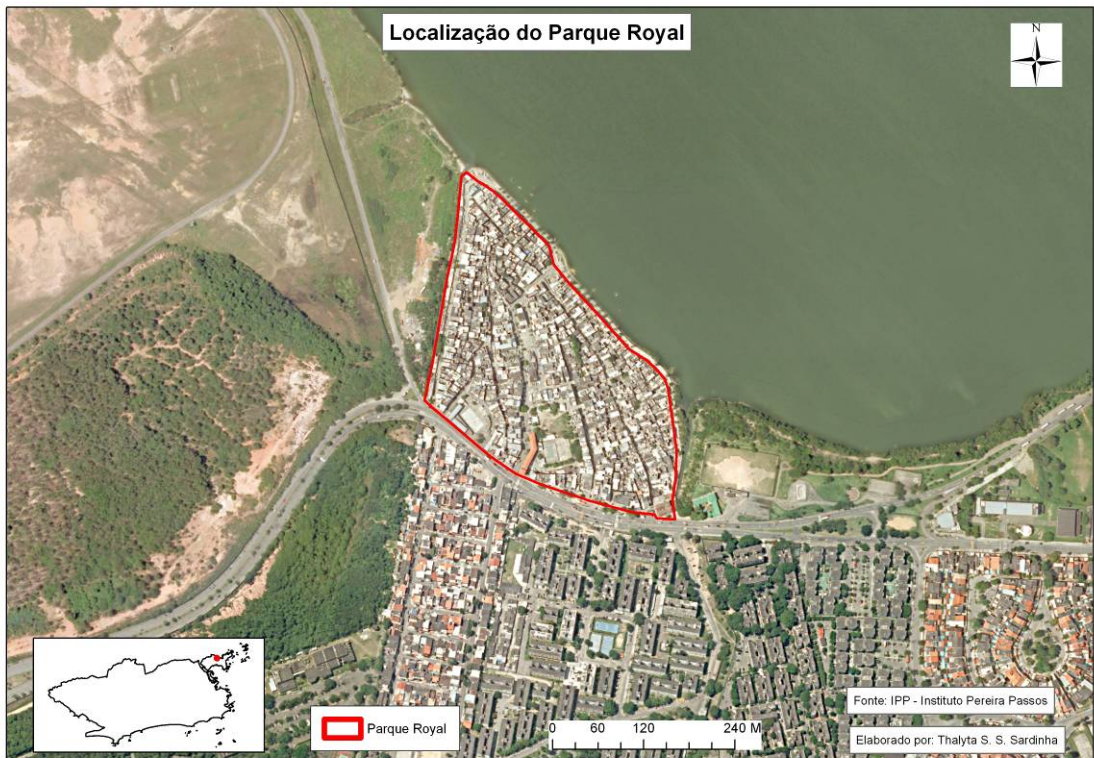 Localização do Parque Royal
N
Fonte: IPP - Instituto Pereira Passos
Parque Royal
0 60 120 240 M
Elaborado por: Thalyta S. S. Sardinha